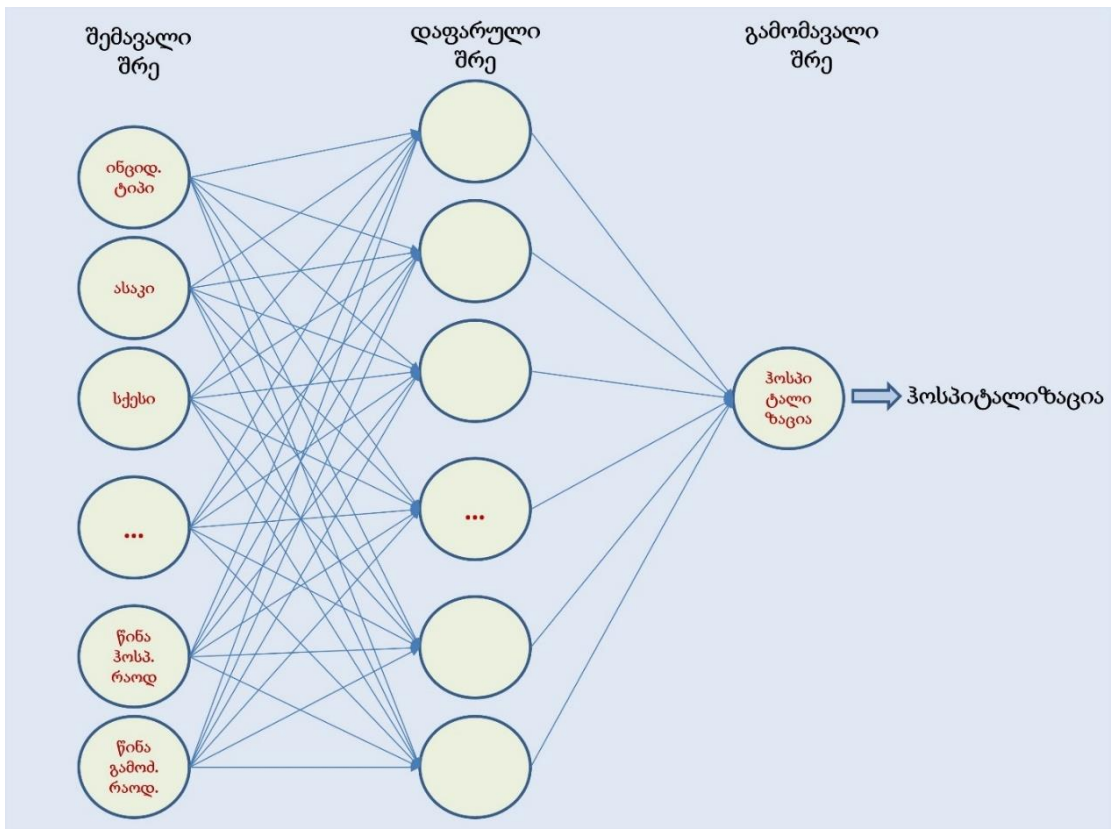 შემავალი
შრე
დაფარული
შრე
გამომავალი
შრე
ინციდ.
ტიპი
ასაკი
სქესი
...
წინა
ჰოსპ.
რაოდ
წინა
გამოძ.
რაოდ.
...
ჰოსპი
ტალი
ზაცია
ჰოსპიტალიზაცია